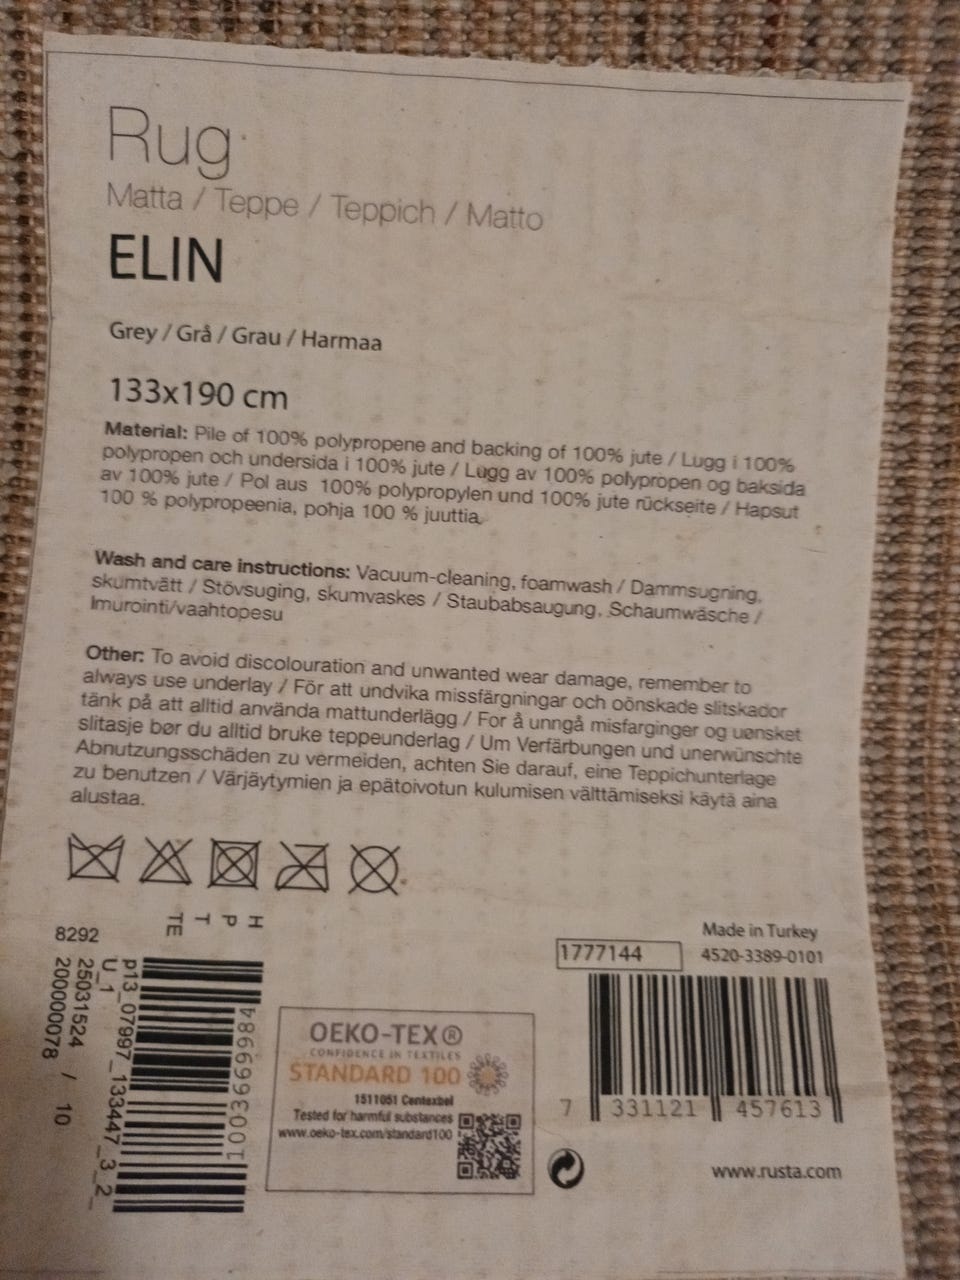 Rug
Matta / Teppe / Teppich / Matto
ELIN
Grey / Grå / Grau / Harmaa
133x190 cm
Material: Pile of 100% polypropene and backing of 100% jute / Lugg i 100%
polypropen och undersida i 100% jute / Lugg av 100% polypropen og baksida
av 100% jute / Pol aus 100% polypropylen und 100% jute rückseite / Hapsut
100 % polypropeenia, pohja 100 % juuttia
Wash and care instructions: Vacuum-cleaning, foamwash / Dammsugning,
skumtvätt / Stövsuging, skumvaskes / Staubabsaugung, Schaumwäsche /
Imurointi/vaahtopesu
Other: To avoid discolouration and unwanted wear damage, remember to
always use underlay / För att undvika missfärgningar och oönskade slitskador
tänk på att alltid använda mattunderlägg / For å unngå misfarginger og uønsket
slitasje bør du alltid bruke teppeunderlag / Um Verfärbungen und unerwünschte
Abnutzungsschäden zu vermeiden, achten Sie darauf, eine Teppichunterlage
zu benutzen / Värjäytymien ja epätoivotun kulumisen välttämiseksi käytä aina
alustaa.
H
P
T
TE
8292
25031524 / 10
200000078
p13_07997_133447_3_2_
U_1
Made in Turkey
1777144
4520-3389-0101
OEKO-TEX®
CONFIDENCE IN TEXTILES
STANDARD 100
1511051 Centexbel
Tested for harmful substances
www.oeko-tex.com/standard100
7 331121 457613
www.rusta.com